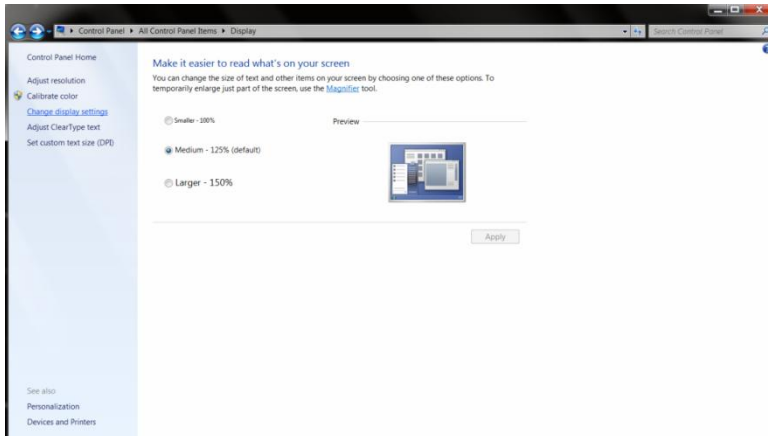 Control Panel ▸ All Control Panel Items ▸ Display
Search Control Panel
Control Panel Home
Adjust resolution
Calibrate color
Change display settings
Adjust ClearType text
Set custom text size (DPI)
Make it easier to read what's on your screen
You can change the size of text and other items on your screen by choosing one of these options. To
temporarily enlarge just part of the screen, use the Magnifier tool.
Smaller - 100%
Preview
Medium - 125% (default)
Larger - 150%
Apply
See also
Personalization
Devices and Printers